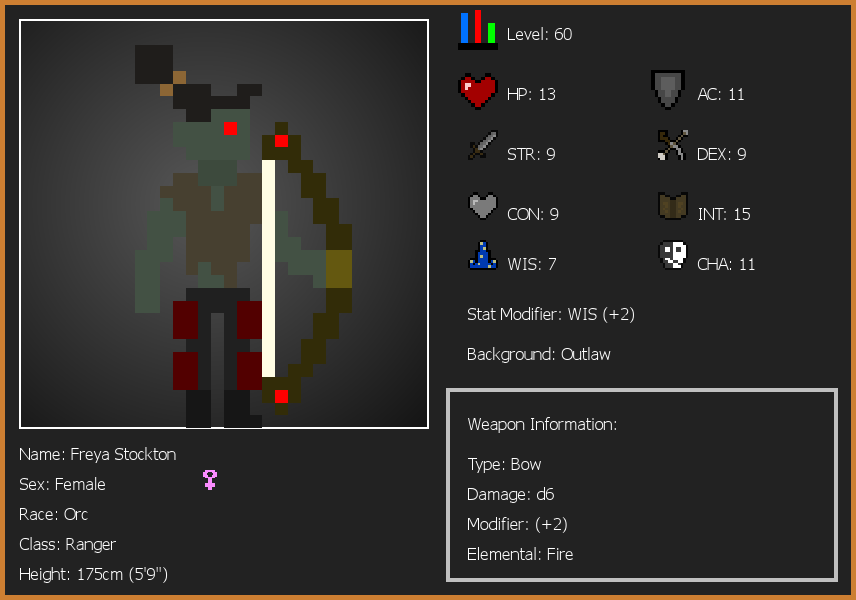 Level: 60
HP: 13
AC: 11
STR: 9
DEX: 9
CON: 9
INT: 15
WIS: 7
CHA: 11
Stat Modifier: WIS (+2)
Background: Outlaw
Weapon Information:
Type: Bow
Damage: d6
Modifier: (+2)
Elemental: Fire
Name: Freya Stockton
Sex: Female
Race: Orc
Class: Ranger
Height: 175cm (5'9")